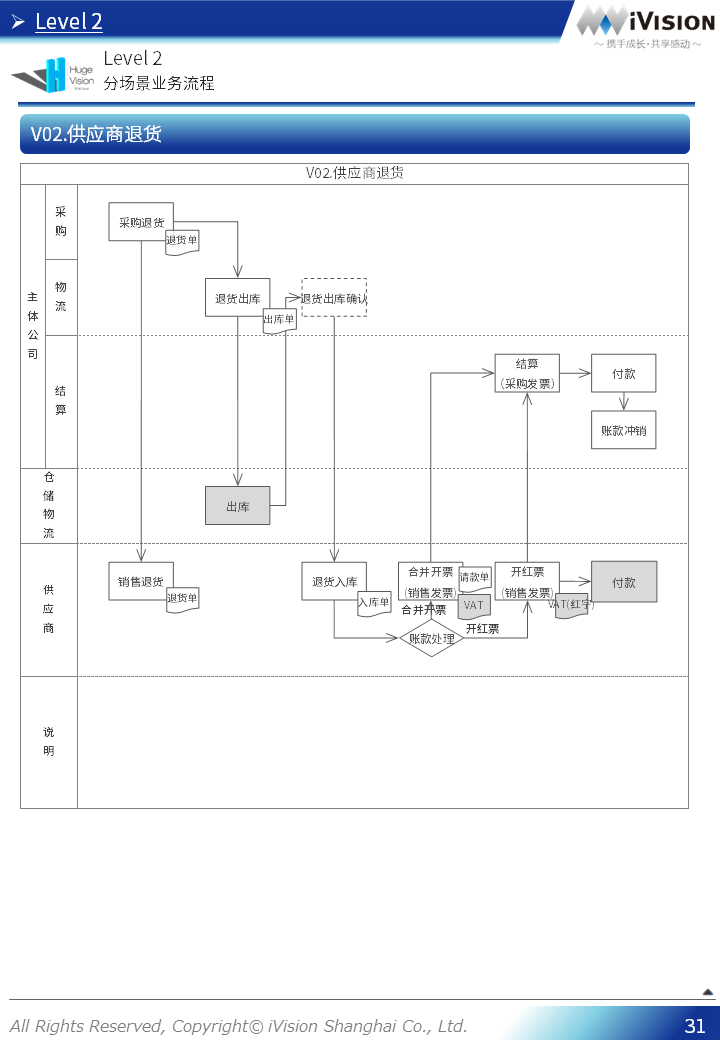 Level 2
iVision
～ 携手成长·共享感动 ～
Huge
Vision
Level 2
分场景业务流程
V02.供应商退货
V02.供应商退货
主体公司
采购
采购退货
退货单
物流
退货出库
出库单
退货出库确认
结算
结算
(采购发票)
付款
账款冲销
仓储物流
出库
供应商
销售退货
退货单
退货入库
入库单
合并开票
(销售发票)
请款单
VAT
合并开票
开红票
(销售发票)
VAT(红字)
付款
账款处理
开红票
说明
All Rights Reserved, Copyright© iVision Shanghai Co., Ltd.
31